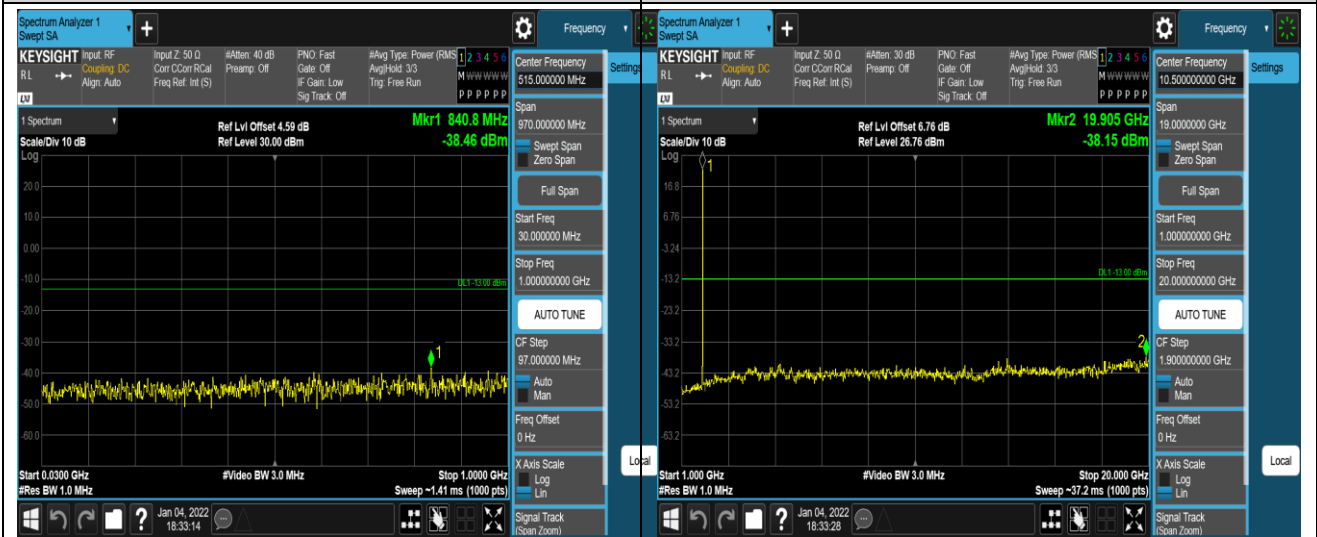 Spectrum Analyzer 1
Swept SA
+
Frequency
KEYSIGHT
RL
LXI
Input: RF
Coupling: DC
Align: Auto
Input Z: 50 Ω
Corr CCorr RCal
Freq Ref: Int (S)
#Atten: 40 dB
Preamp: Off
PNO: Fast
Gate: Off
IF Gain: Low
Sig Track: Off
#Avg Type: Power (RMS
Avg|Hold: 3/3
Trig: Free Run
1 2 3 4 5 6
M W W W W W
P P P P P P
Center Frequency
515.000000 MHz
Settings
1 Spectrum
Scale/Div 10 dB
Log
Ref Lvl Offset 4.59 dB
Ref Level 30.00 dBm
Mkr1 840.8 MHz
-38.46 dBm
20.0
10.0
0.00
-10.0
-20.0
-30.0
-40.0
-50.0
-60.0
DL1 -13.00 dBm
1
Span
970.000000 MHz
Swept Span
Zero Span
Full Span
Start Freq
30.000000 MHz
Stop Freq
1.000000000 GHz
AUTO TUNE
CF Step
97.000000 MHz
Auto
Man
Freq Offset
0 Hz
X Axis Scale
Log
Lin
Signal Track
(Span Zoom)
Local
Start 0.0300 GHz
#Res BW 1.0 MHz
#Video BW 3.0 MHz
Stop 1.0000 GHz
Sweep ~1.41 ms (1000 pts)
?
Jan 04, 2022
18:33:14
Spectrum Analyzer 1
Swept SA
+
Frequency
KEYSIGHT
RL
LXI
Input: RF
Coupling: DC
Align: Auto
Input Z: 50 Ω
Corr CCorr RCal
Freq Ref: Int (S)
#Atten: 30 dB
Preamp: Off
PNO: Fast
Gate: Off
IF Gain: Low
Sig Track: Off
#Avg Type: Power (RMS
Avg|Hold: 3/3
Trig: Free Run
1 2 3 4 5 6
M W W W W W
P P P P P P
Center Frequency
10.500000000 GHz
Settings
1 Spectrum
Scale/Div 10 dB
Log
Ref Lvl Offset 6.76 dB
Ref Level 26.76 dBm
Mkr2 19.905 GHz
-38.15 dBm
1
16.8
6.76
-3.24
-13.2
-23.2
-33.2
-43.2
-53.2
-63.2
DL1 -13.00 dBm
2
Span
19.0000000 GHz
Swept Span
Zero Span
Full Span
Start Freq
1.000000000 GHz
Stop Freq
20.000000000 GHz
AUTO TUNE
CF Step
1.900000000 GHz
Auto
Man
Freq Offset
0 Hz
X Axis Scale
Log
Lin
Signal Track
(Span Zoom)
Local
Start 1.000 GHz
#Res BW 1.0 MHz
#Video BW 3.0 MHz
Stop 20.000 GHz
Sweep ~37.2 ms (1000 pts)
?
Jan 04, 2022
18:33:28